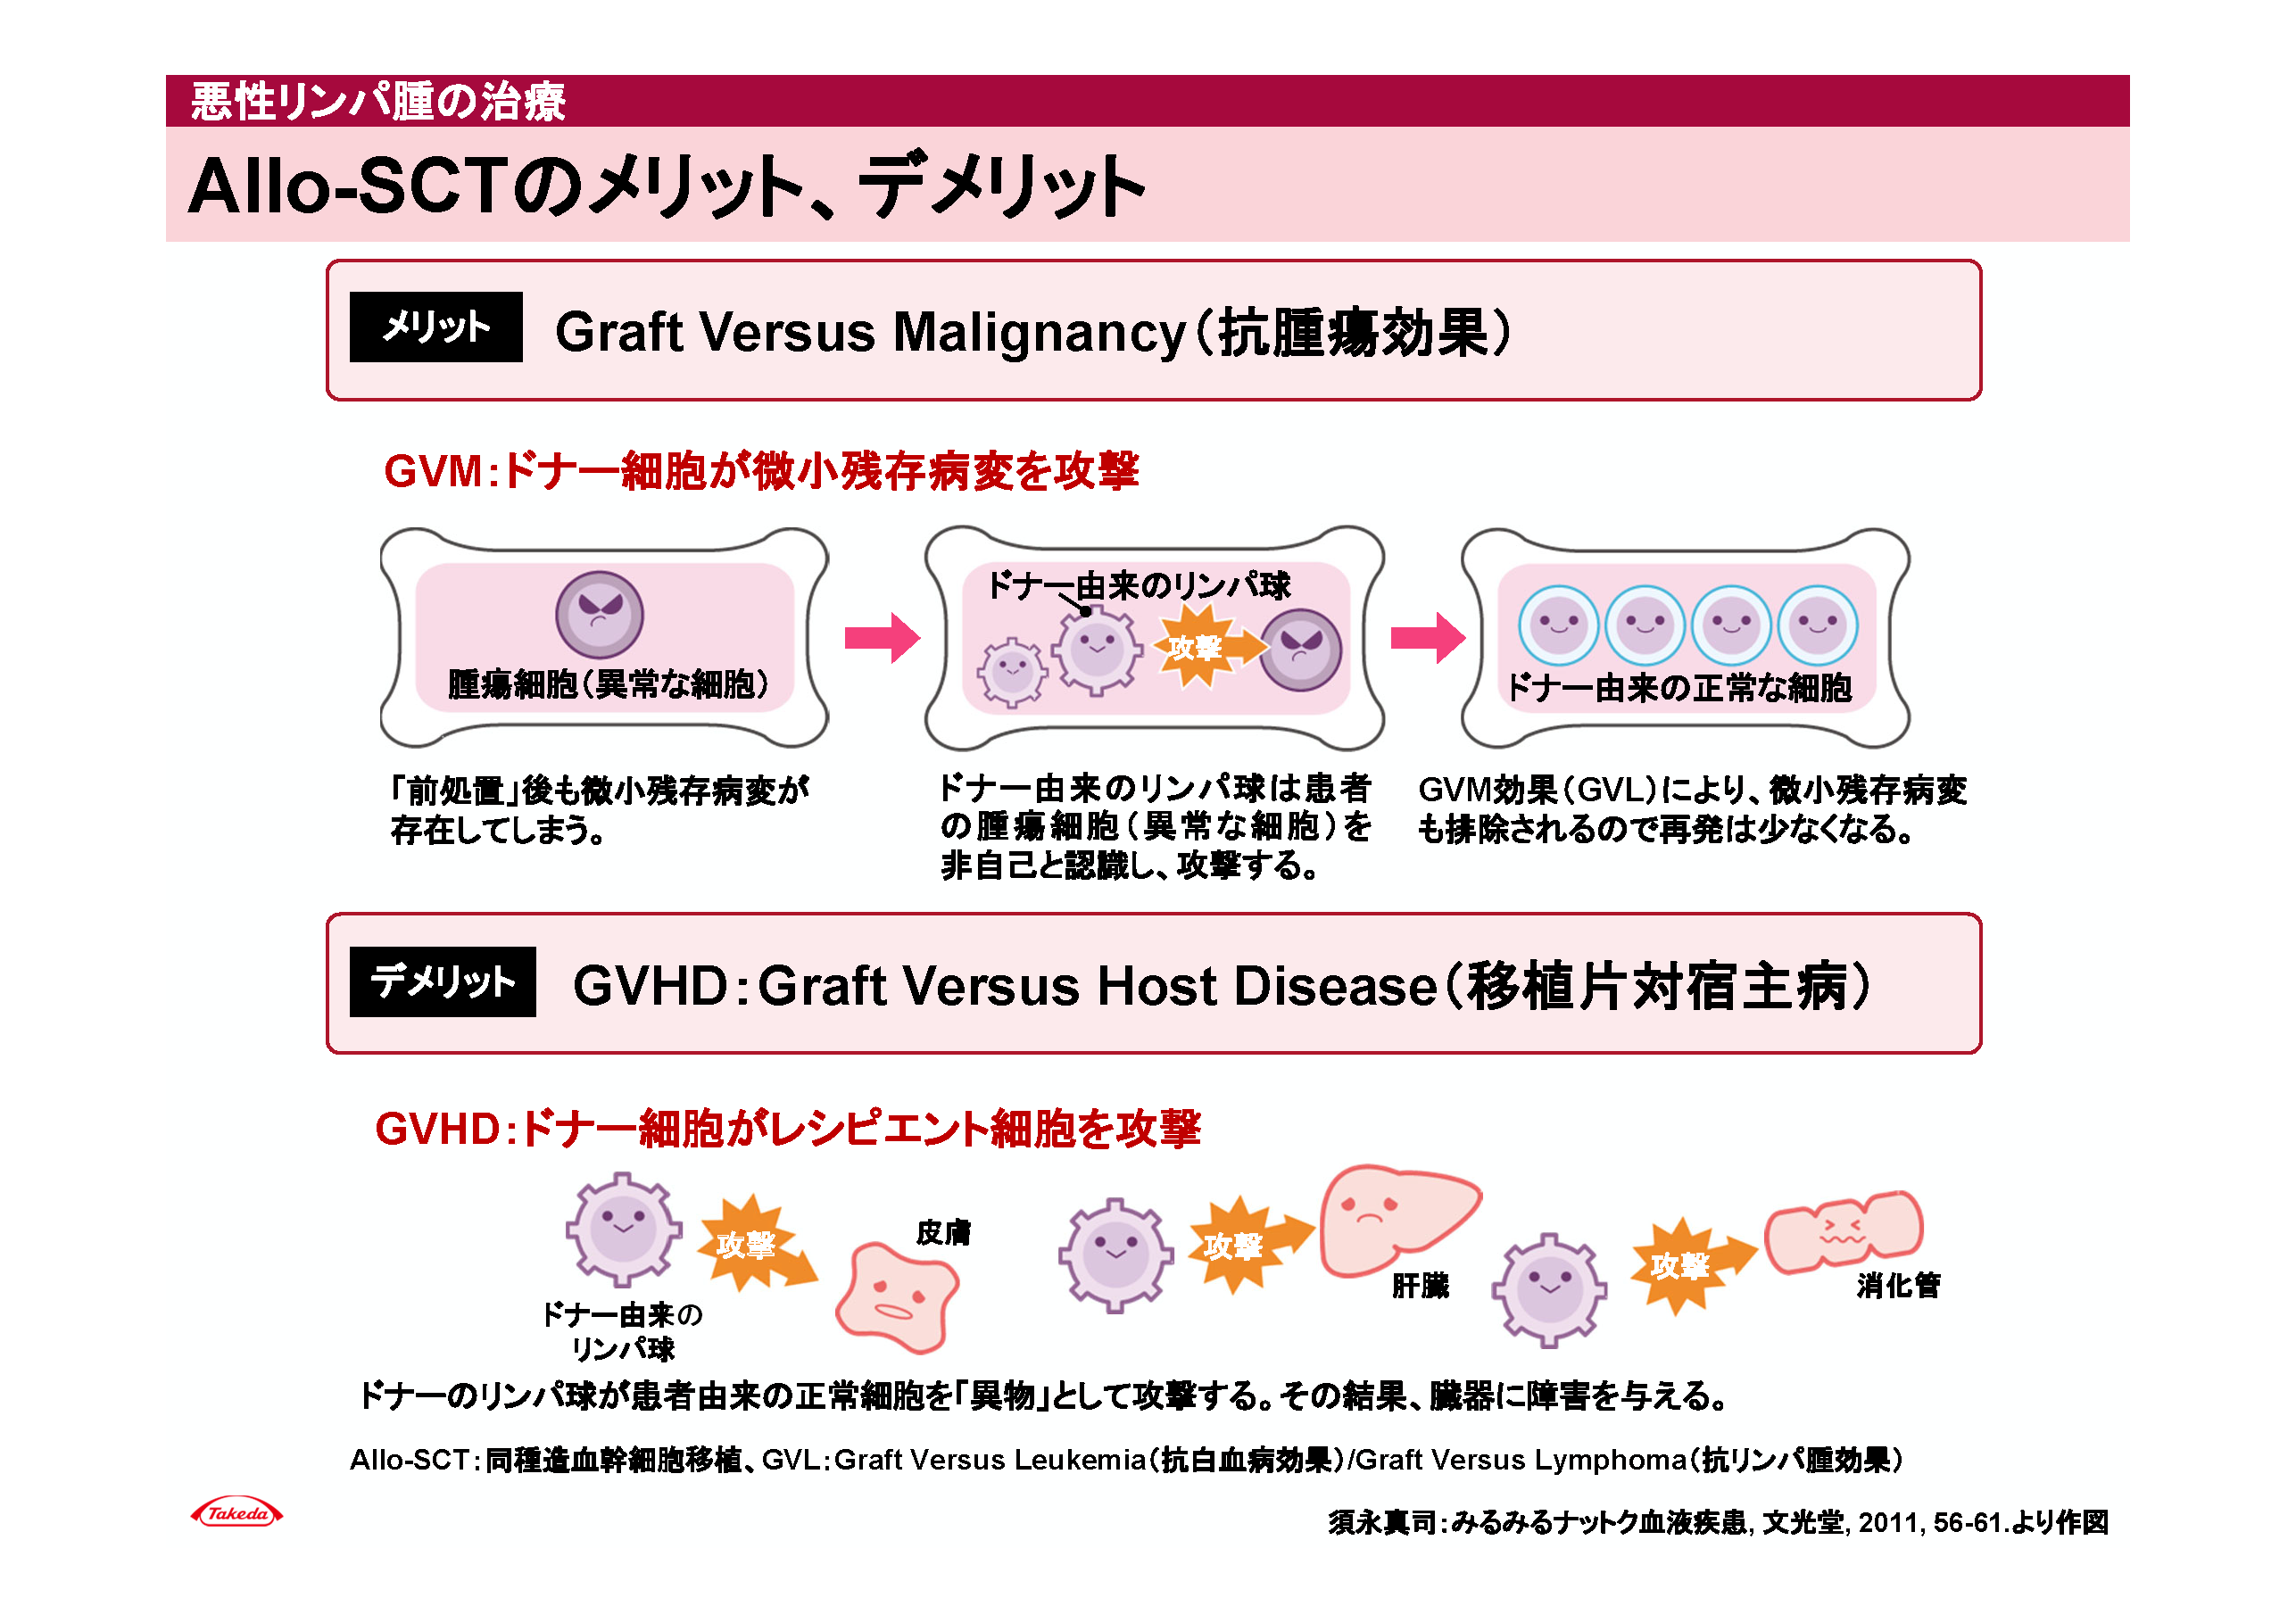 悪性リンパ腫の治療
Allo-SCTのメリット、デメリット
メリット
Graft Versus Malignancy（抗腫瘍効果）
GVM：ドナー細胞が微小残存病変を攻撃
腫瘍細胞（異常な細胞）
ドナー由来のリンパ球
攻撃
ドナー由来の正常な細胞
「前処置」後も微小残存病変が
存在してしまう。
ドナー由来のリンパ球は患者
の腫瘍細胞（異常な細胞）を
非自己と認識し、攻撃する。
GVM効果（GVL）により、微小残存病変
も排除されるので再発は少なくなる。
デメリット
GVHD：Graft Versus Host Disease（移植片対宿主病）
GVHD：ドナー細胞がレシピエント細胞を攻撃
攻撃
皮膚
ドナー由来の
リンパ球
攻撃
肝臓
攻撃
消化管
ドナーのリンパ球が患者由来の正常細胞を「異物」として攻撃する。その結果、臓器に障害を与える。
Allo-SCT：同種造血幹細胞移植、GVL：Graft Versus Leukemia（抗白血病効果）/Graft Versus Lymphoma（抗リンパ腫効果）
Takeda
須永真司：みるみるナットク血液疾患, 文光堂, 2011, 56-61.より作図